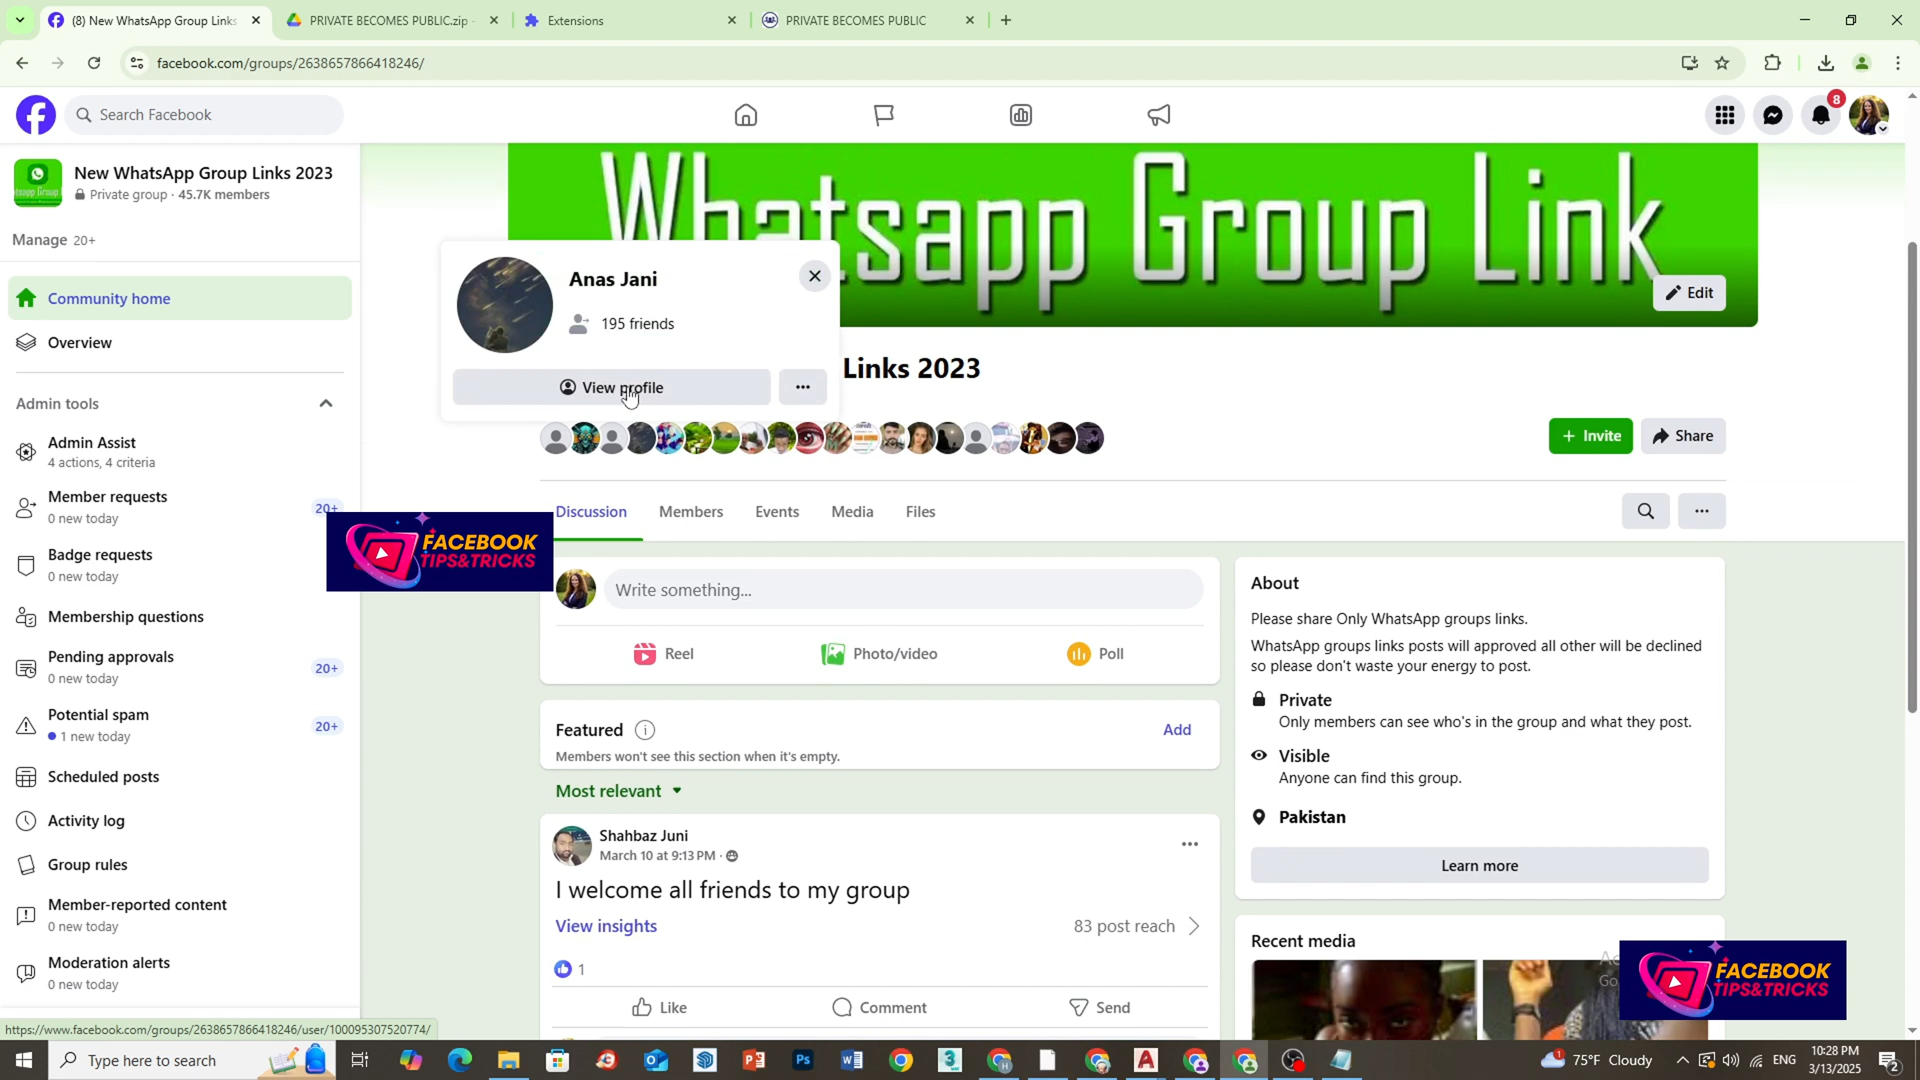 (8) New WhatsApp Group Links
PRIVATE BECOMES PUBLIC.zip -
Extensions
PRIVATE BECOMES PUBLIC
facebook.com/groups/2638657866418246/
Search Facebook
8
New WhatsApp Group Links 2023
Private group · 45.7K members
Manage 20+
Community home
Overview
Admin tools
Admin Assist
4 actions, 4 criteria
Member requests
0 new today
20+
Badge requests
0 new today
Membership questions
Pending approvals
0 new today
20+
Potential spam
1 new today
20+
Scheduled posts
Activity log
Group rules
Member-reported content
0 new today
Moderation alerts
0 new today
https://www.facebook.com/groups/2638657866418246/user/100095307520774/
Whatsapp Group Link
Edit
Anas Jani
195 friends
View profile
Links 2023
Invite
Share
FACEBOOK
TIPS&TRICKS
Discussion
Members
Events
Media
Files
Write something...
Reel
Photo/video
Poll
Featured
Add
Members won't see this section when it's empty.
Most relevant
Shahbaz Juni
March 10 at 9:13 PM ·
I welcome all friends to my group
View insights
83 post reach
1
Like
Comment
Send
About
Please share Only WhatsApp groups links.
WhatsApp groups links posts will approved all other will be declined
so please don't waste your energy to post.
Private
Only members can see who's in the group and what they post.
Visible
Anyone can find this group.
Pakistan
Learn more
Recent media
FACEBOOK
TIPS&TRICKS
Type here to search
75°F Cloudy
ENG
10:28 PM
3/13/2025
2